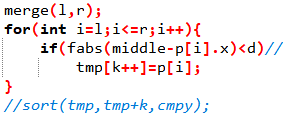 merge(l,r);
for(int i=l;i<=r;i++){
if(fabs(middle-p[i].x)<d)//
tmp[k++]=p[i];
}
//sort(tmp,tmp+k,cmpy);